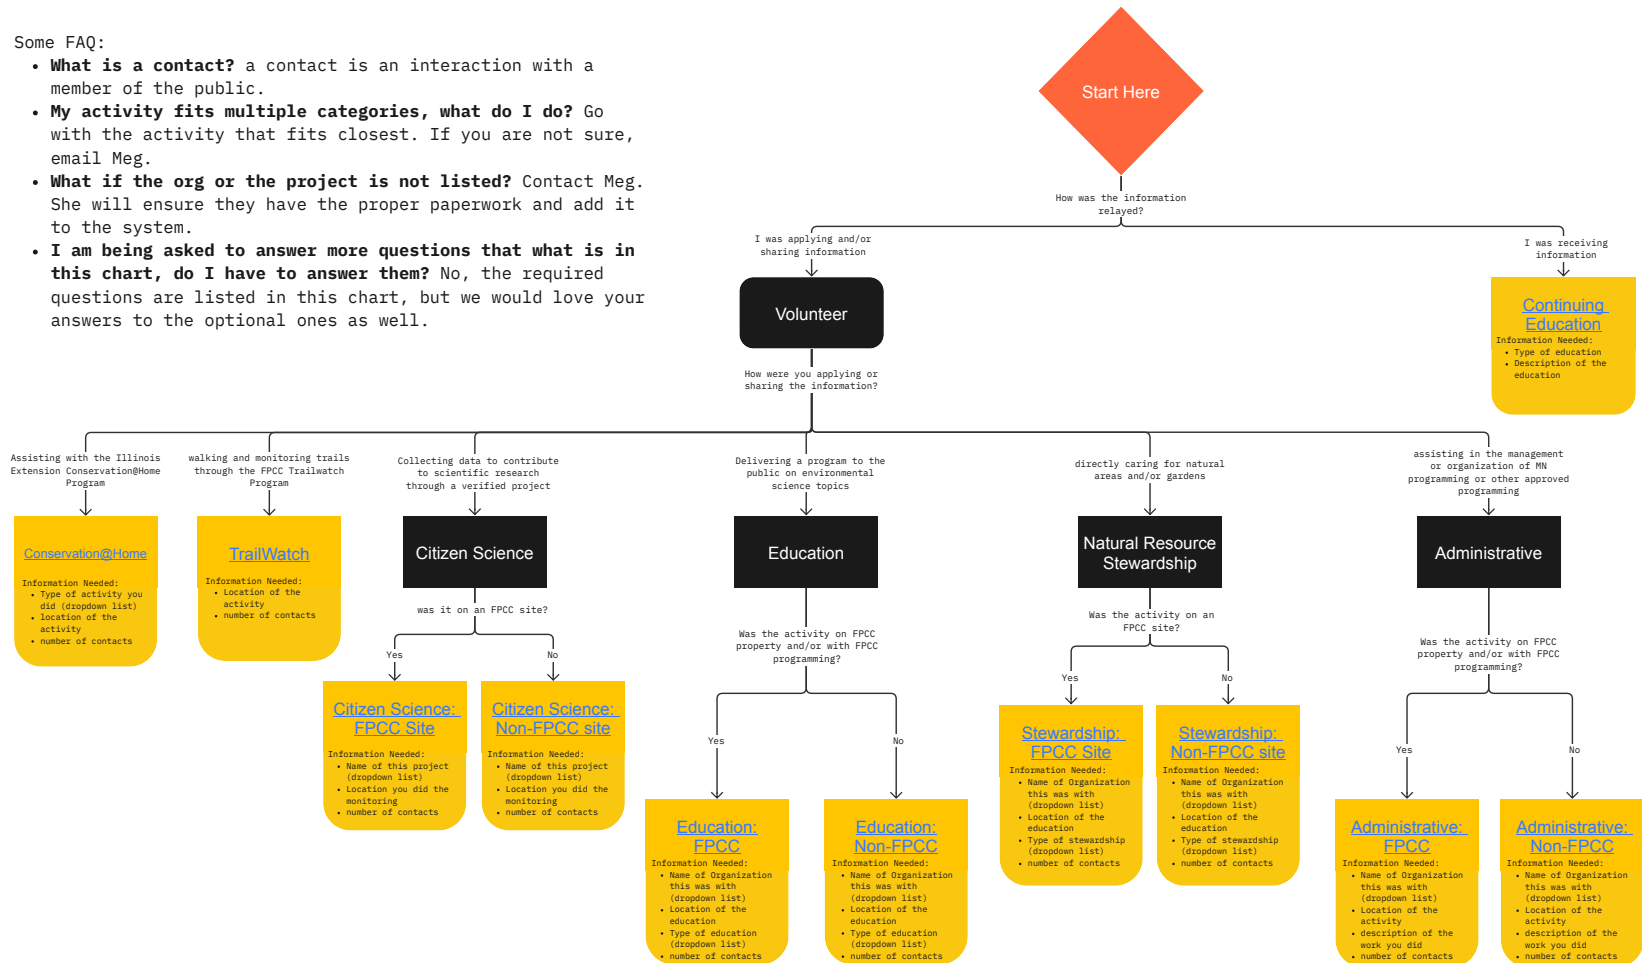 Some FAQ:
• What is a contact? a contact is an interaction with a
member of the public.
• My activity fits multiple categories, what do I do? Go
with the activity that fits closest. If you are not sure,
email Meg.
• What if the org or the project is not listed? Contact Meg.
She will ensure they have the proper paperwork and add it
to the system.
• I am being asked to answer more questions that what is in
this chart, do I have to answer them? No, the required
questions are listed in this chart, but we would love your
answers to the optional ones as well.
Start Here
How was the information
relayed?
I was applying and/or
sharing information
I was receiving
information
Volunteer
Continuing
Education
Information Needed:
• Type of education
• Description of the
education
How were you applying or
sharing the information?
Assisting with the Illinois
Extension Conservation@Home
Program
walking and monitoring trails
through the FPCC Trailwatch
Program
Collecting data to contribute
to scientific research
through a verified project
Delivering a program to the
public on environmental
science topics
directly caring for natural
areas and/or gardens
assisting in the management
or organization of MN
programming or other approved
programming
Conservation@Home
Information Needed:
• Type of activity you
did (dropdown list)
• location of the
activity
• number of contacts
TrailWatch
Information Needed:
• Location of the
activity
• number of contacts
Citizen Science
was it on an FPCC site?
Yes
No
Citizen Science:
FPCC Site
Information Needed:
• Name of this project
(dropdown list)
• Location you did the
monitoring
• number of contacts
Citizen Science:
Non-FPCC site
Information Needed:
• Name of this project
(dropdown list)
• Location you did the
monitoring
• number of contacts
Education
Was the activity on FPCC
property and/or with FPCC
programming?
Yes
No
Education:
FPCC
Information Needed:
• Name of Organization
this was with
(dropdown list)
• Location of the
education
• Type of education
(dropdown list)
• number of contacts
Education:
Non-FPCC
Information Needed:
• Name of Organization
this was with
(dropdown list)
• Location of the
education
• Type of education
(dropdown list)
• number of contacts
Natural Resource
Stewardship
Was the activity on an
FPCC site?
Yes
No
Stewardship:
FPCC Site
Information Needed:
• Name of Organization
this was with
(dropdown list)
• Location of the
education
• Type of stewardship
(dropdown list)
• number of contacts
Stewardship:
Non-FPCC site
Information Needed:
• Name of Organization
this was with
(dropdown list)
• Location of the
education
• Type of stewardship
(dropdown list)
• number of contacts
Administrative
Was the activity on FPCC
property and/or with FPCC
programming?
Yes
No
Administrative:
FPCC
Information Needed:
• Name of Organization
this was with
(dropdown list)
• Location of the
activity
• description of the
work you did
• number of contacts
Administrative:
Non-FPCC
Information Needed:
• Name of Organization
this was with
(dropdown list)
• Location of the
activity
• description of the
work you did
• number of contacts